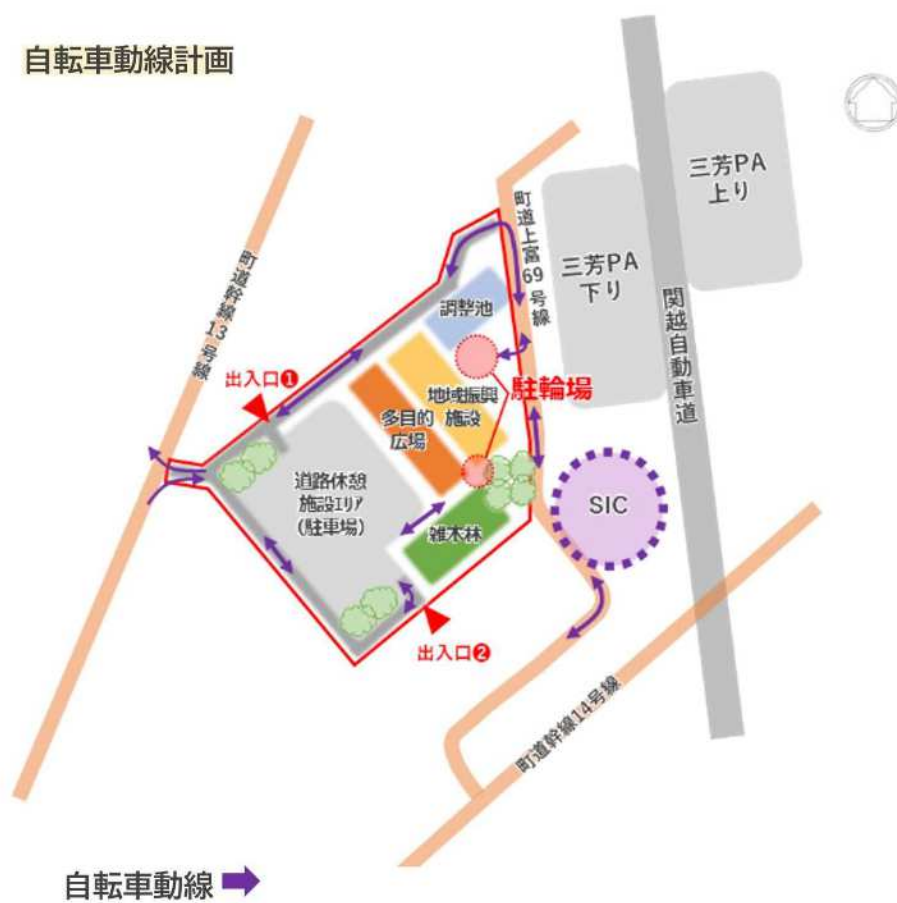 自転車動線計画
三芳PA
上り
町道上富69号線
三芳PA
下り
関越自動車道
町道幹線13号線
調整池
出入口❶
地域振興
施設
駐輪場
多目的
広場
道路休憩
施設エリア
(駐車場)
SIC
雑木林
出入口❷
町道幹線14号線
自転車動線